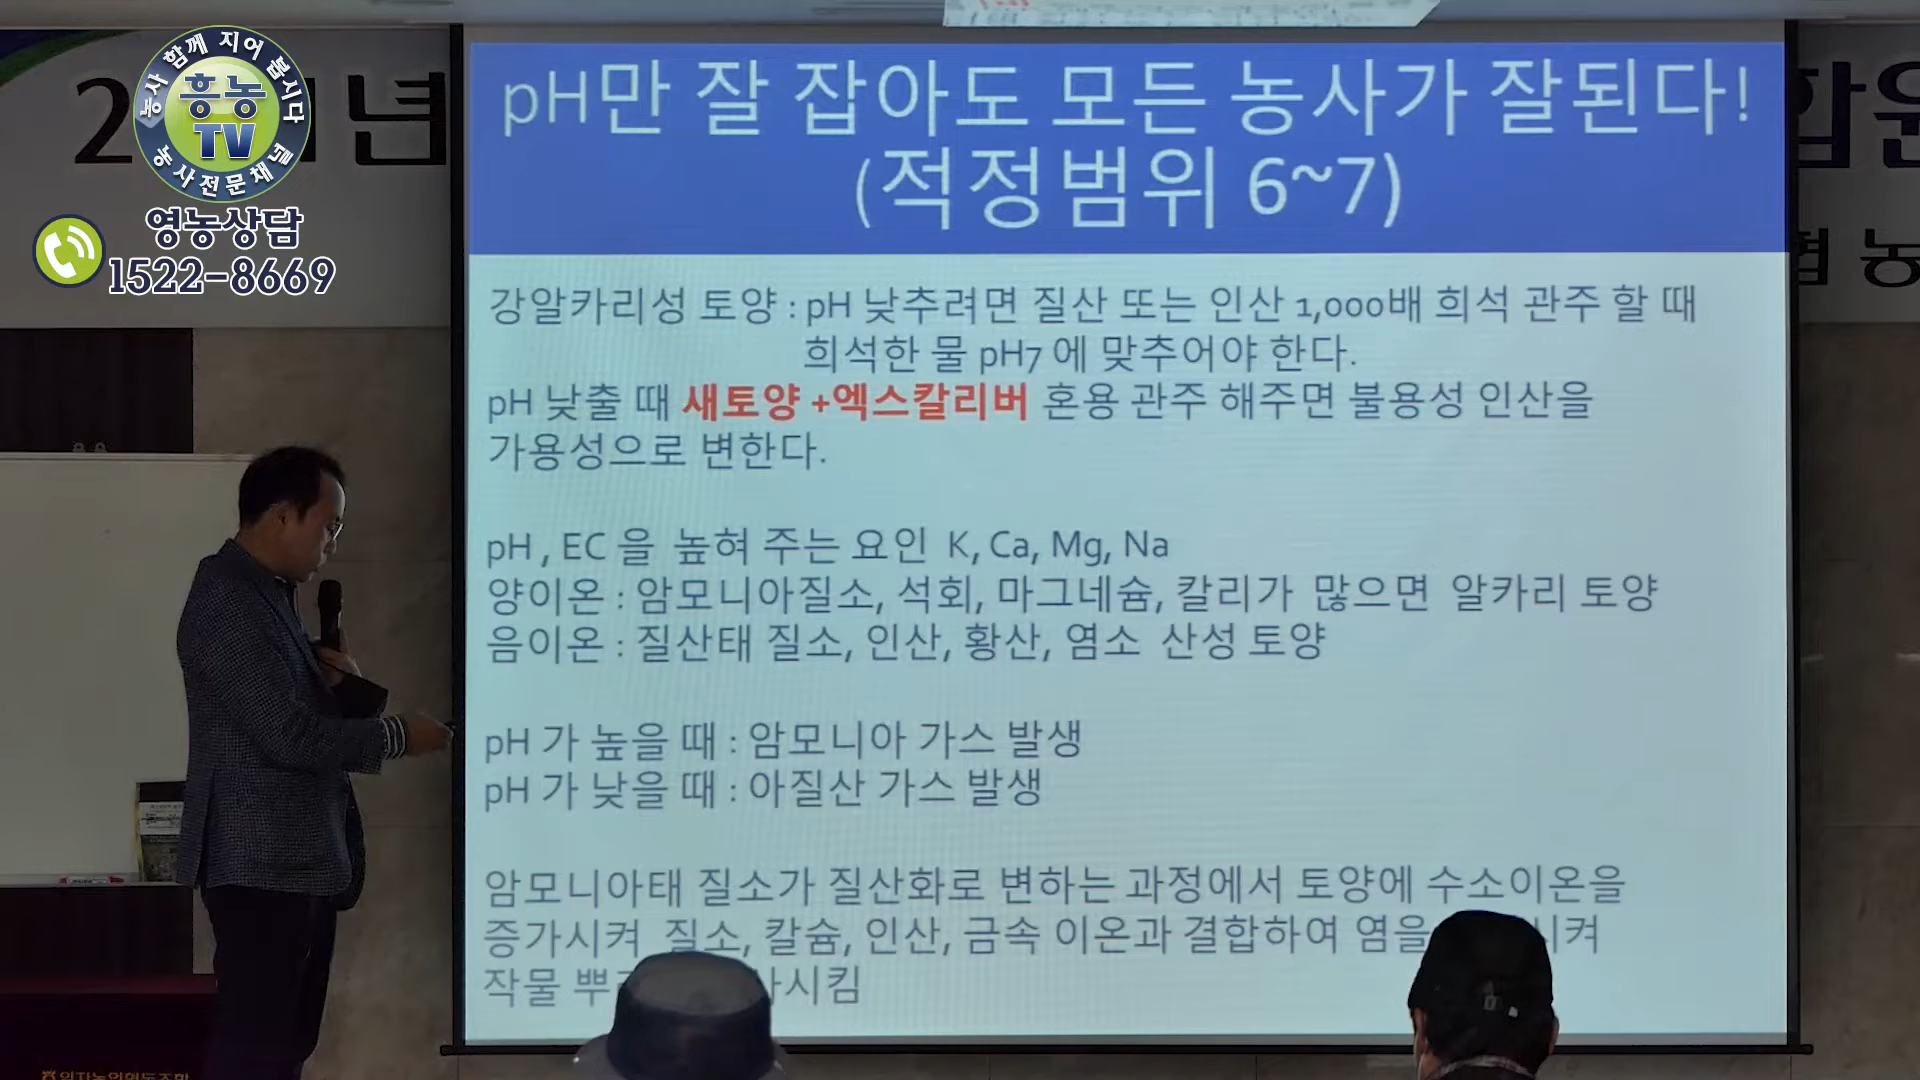 농사 함께 지어 봅시다
흥농
TV
농사전문채널
영농상담
1522-8669
년
pH만 잘 잡아도 모든 농사가 잘된다!
(적정범위 6~7)
강알카리성 토양 : pH 낮추려면 질산 또는 인산 1,000배 희석 관주 할 때
희석한 물 pH7 에 맞추어야 한다.
pH 낮출 때 새토양 +엑스칼리버 혼용 관주 해주면 불용성 인산을
가용성으로 변한다.
pH , EC 을 높혀 주는 요인 K, Ca, Mg, Na
양이온 : 암모니아질소, 석회, 마그네슘, 칼리가 많으면 알카리 토양
음이온 : 질산태 질소, 인산, 황산, 염소 산성 토양
pH 가 높을 때 : 암모니아 가스 발생
pH 가 낮을 때 : 아질산 가스 발생
암모니아태 질소가 질산화로 변하는 과정에서 토양에 수소이온을
증가시켜 질소, 칼슘, 인산, 금속 이온과 결합하여 염을 시켜
작물 시킴